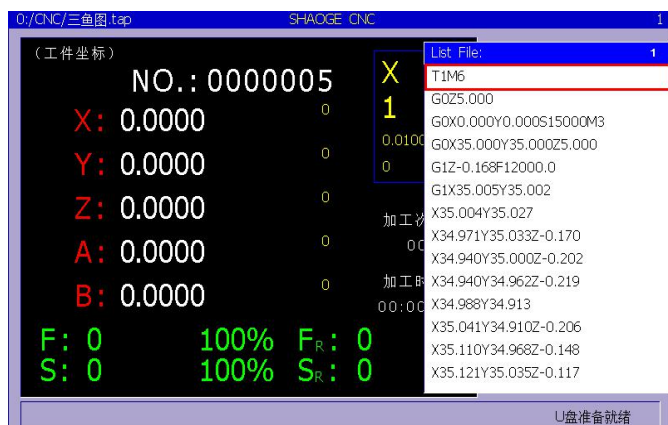 0:/CNC/三鱼图.tap SHAOGE CNC 1
(工件坐标)
NO.: 0000005
X: 0.0000 0
Y: 0.0000 0
Z: 0.0000 0
A: 0.0000 0
B: 0.0000 0
F: 0 100% FR: 0
S: 0 100% SR: 0
X
1
0.0100
0
加工
00
加工
00:00
List File: 1
T1M6
G0Z5.000
G0X0.000Y0.000S15000M3
G0X35.000Y35.000Z5.000
G1Z-0.168F12000.0
G1X35.005Y35.002
X35.004Y35.027
X34.971Y35.033Z-0.170
X34.940Y35.000Z-0.202
X34.940Y34.962Z-0.219
X34.988Y34.913
X35.041Y34.910Z-0.206
X35.110Y34.968Z-0.148
X35.121Y35.035Z-0.117
U盘准备就绪